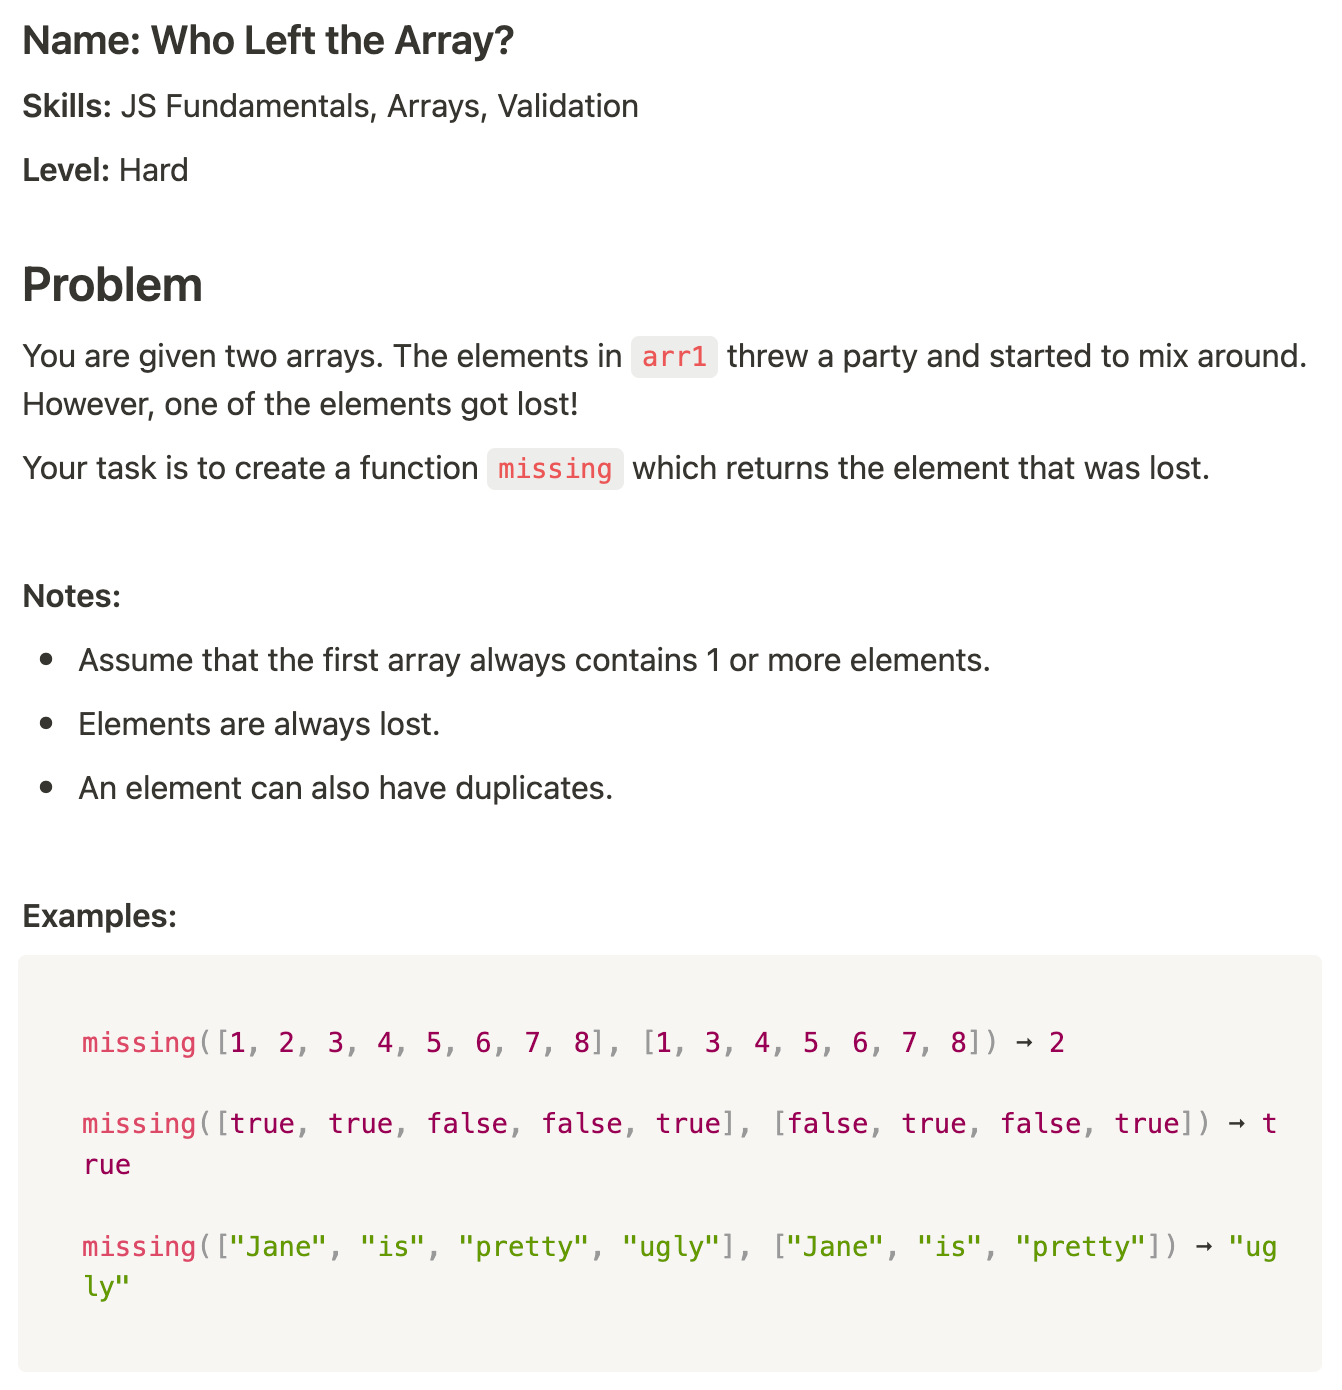 Name: Who Left the Array?
Skills: JS Fundamentals, Arrays, Validation
Level: Hard
Problem
You are given two arrays. The elements in arr1 threw a party and started to mix around.
However, one of the elements got lost!
Your task is to create a function missing which returns the element that was lost.
Notes:
• Assume that the first array always contains 1 or more elements.
• Elements are always lost.
• An element can also have duplicates.
Examples:
missing([1, 2, 3, 4, 5, 6, 7, 8], [1, 3, 4, 5, 6, 7, 8]) → 2
missing([true, true, false, false, true], [false, true, false, true]) → t
rue
missing(["Jane", "is", "pretty", "ugly"], ["Jane", "is", "pretty"]) → "ug
ly"